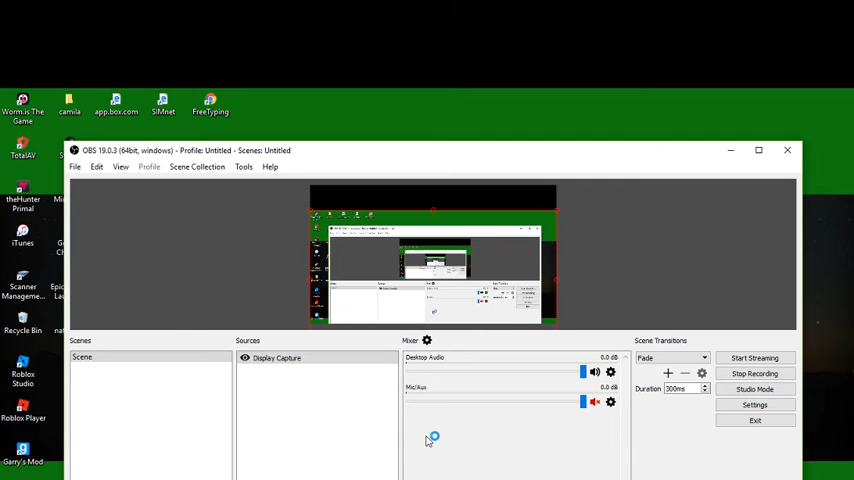 Worm.is The
Game
camila
app.box.com
SIMnet
FreeTyping
TotalAV
theHunter
Primal
iTunes
Scanner
Manageme...
Recycle Bin
Roblox
Studio
Roblox Player
Garry's Mod
OBS 19.0.3 (64bit, windows) - Profile: Untitled - Scenes: Untitled
File Edit View Profile Scene Collection Tools Help
Scenes Sources Mixer Scene Transitions
Scene
Display Capture
Desktop Audio 0.0 dB
Mic/Aux 0.0 dB
Fade
Duration 300ms
Start Streaming
Stop Recording
Studio Mode
Settings
Exit